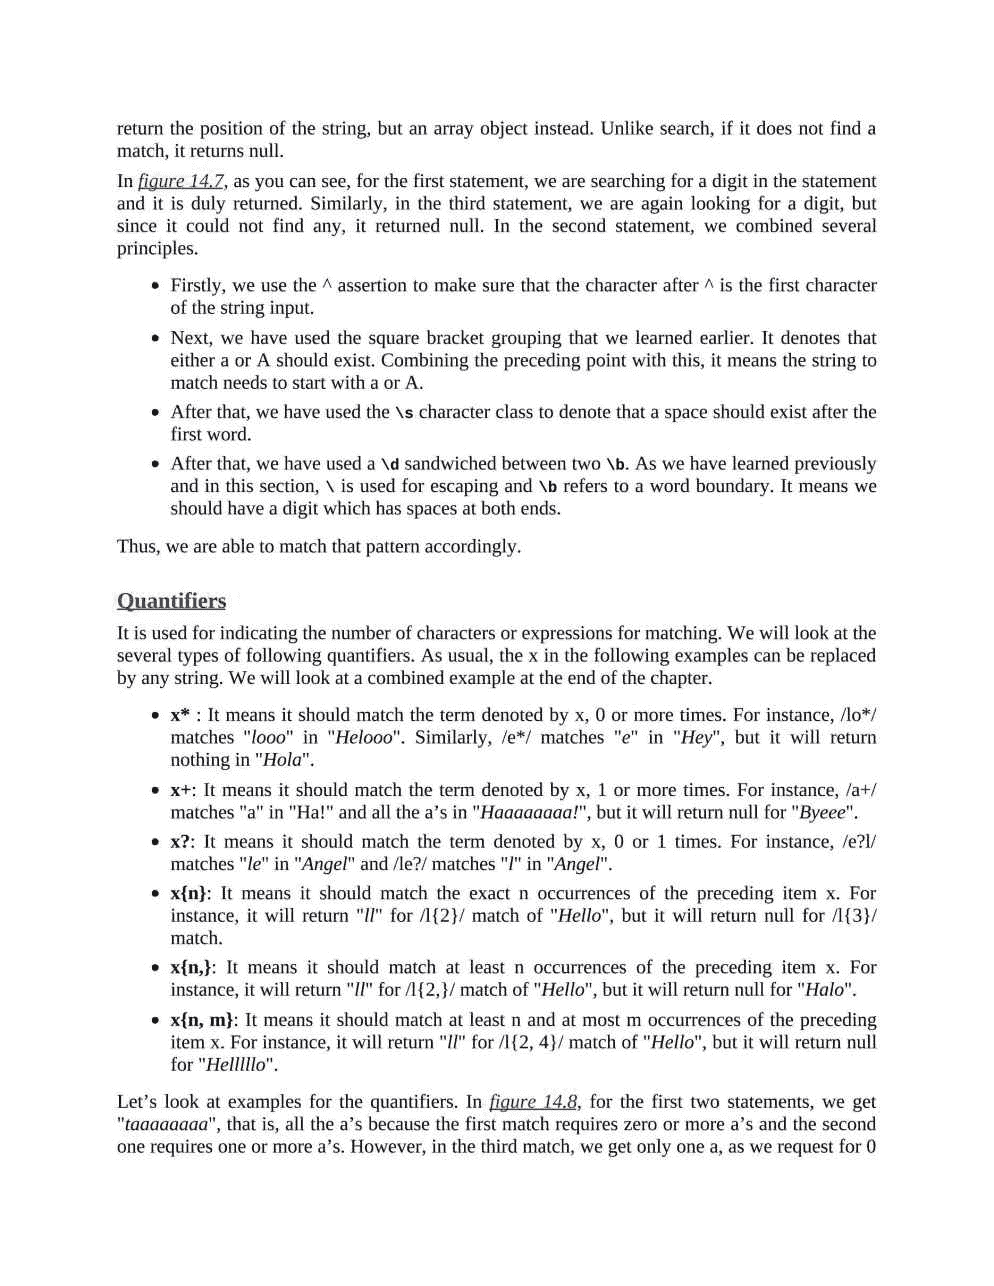 return the position of the string, but an array object instead. Unlike search, if it does not find a
match, it returns null.
In figure 14.7, as you can see, for the first statement, we are searching for a digit in the statement
and it is duly returned. Similarly, in the third statement, we are again looking for a digit, but
since it could not find any, it returned null. In the second statement, we combined several
principles.
• Firstly, we use the ^ assertion to make sure that the character after ^ is the first character
of the string input.
• Next, we have used the square bracket grouping that we learned earlier. It denotes that
either a or A should exist. Combining the preceding point with this, it means the string to
match needs to start with a or A.
• After that, we have used the \s character class to denote that a space should exist after the
first word.
• After that, we have used a \d sandwiched between two \b. As we have learned previously
and in this section, \ is used for escaping and \b refers to a word boundary. It means we
should have a digit which has spaces at both ends.
Thus, we are able to match that pattern accordingly.
Quantifiers
It is used for indicating the number of characters or expressions for matching. We will look at the
several types of following quantifiers. As usual, the x in the following examples can be replaced
by any string. We will look at a combined example at the end of the chapter.
• x* : It means it should match the term denoted by x, 0 or more times. For instance, /lo*/
matches "looo" in "Helooo". Similarly, /e*/ matches "e" in "Hey", but it will return
nothing in "Hola".
• x+: It means it should match the term denoted by x, 1 or more times. For instance, /a+/
matches "a" in "Ha!" and all the a’s in "Haaaaaaa!", but it will return null for "Byeee".
• x?: It means it should match the term denoted by x, 0 or 1 times. For instance, /e?l/
matches "le" in "Angel" and /le?/ matches "l" in "Angel".
• x{n}: It means it should match the exact n occurrences of the preceding item x. For
instance, it will return "ll" for /l{2}/ match of "Hello", but it will return null for /l{3}/
match.
• x{n,}: It means it should match at least n occurrences of the preceding item x. For
instance, it will return "ll" for /l{2,}/ match of "Hello", but it will return null for "Halo".
• x{n, m}: It means it should match at least n and at most m occurrences of the preceding
item x. For instance, it will return "ll" for /l{2, 4}/ match of "Hello", but it will return null
for "Helllllo".
Let’s look at examples for the quantifiers. In figure 14.8, for the first two statements, we get
"taaaaaaaa", that is, all the a’s because the first match requires zero or more a’s and the second
one requires one or more a’s. However, in the third match, we get only one a, as we request for 0